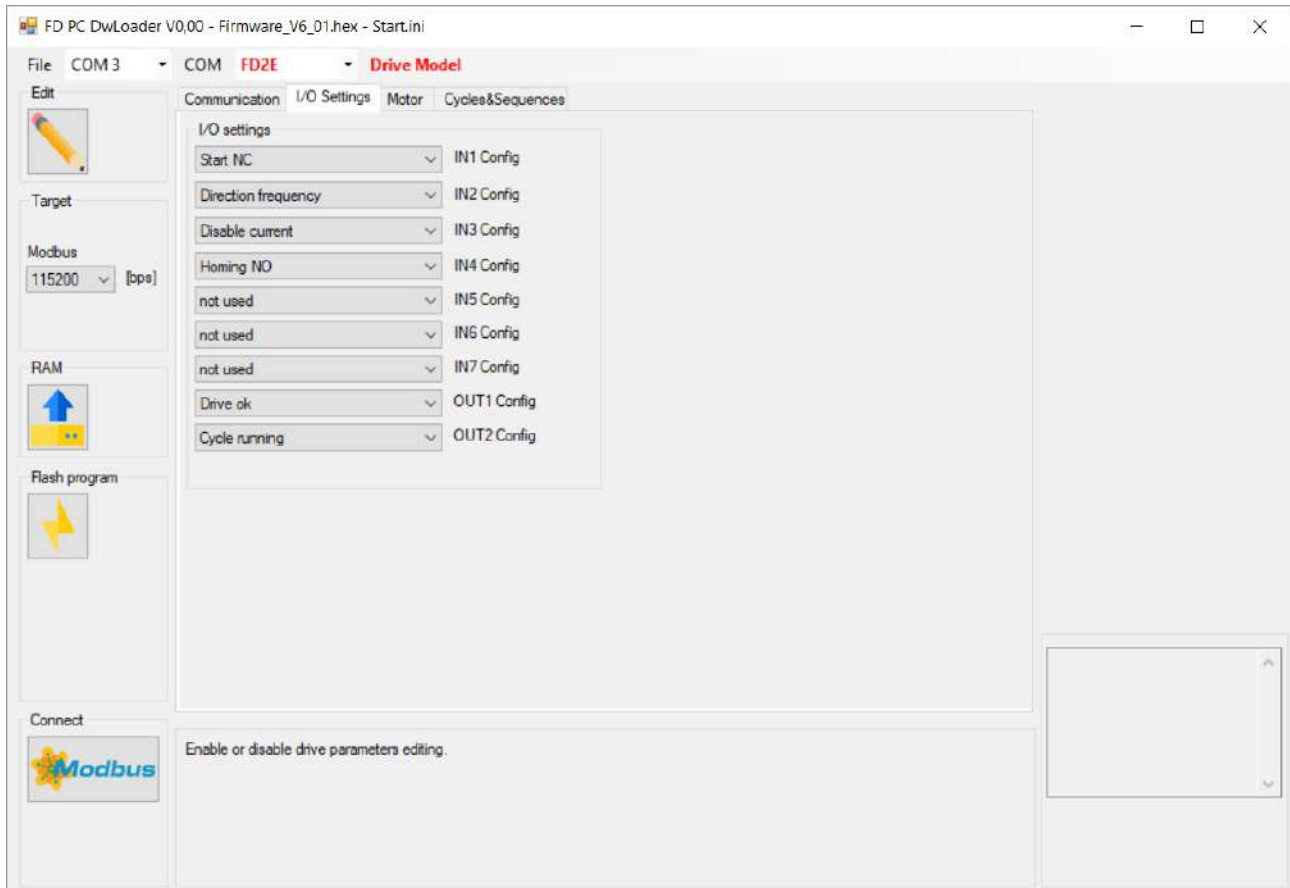 FD PC DwLoader V0,00 - Firmware_V6_01.hex - Start.ini
File COM 3 COM FD2E Drive Model
Edit
Communication I/O Settings Motor Cycles&Sequences
I/O settings
Start NC IN1 Config
Direction frequency IN2 Config
Target
Disable current IN3 Config
Modbus
Homing NO IN4 Config
115200 [bps]
not used IN5 Config
not used IN6 Config
RAM
not used IN7 Config
Drive ok OUT1 Config
Cycle running OUT2 Config
Flash program
Connect
Modbus
Enable or disable drive parameters editing.